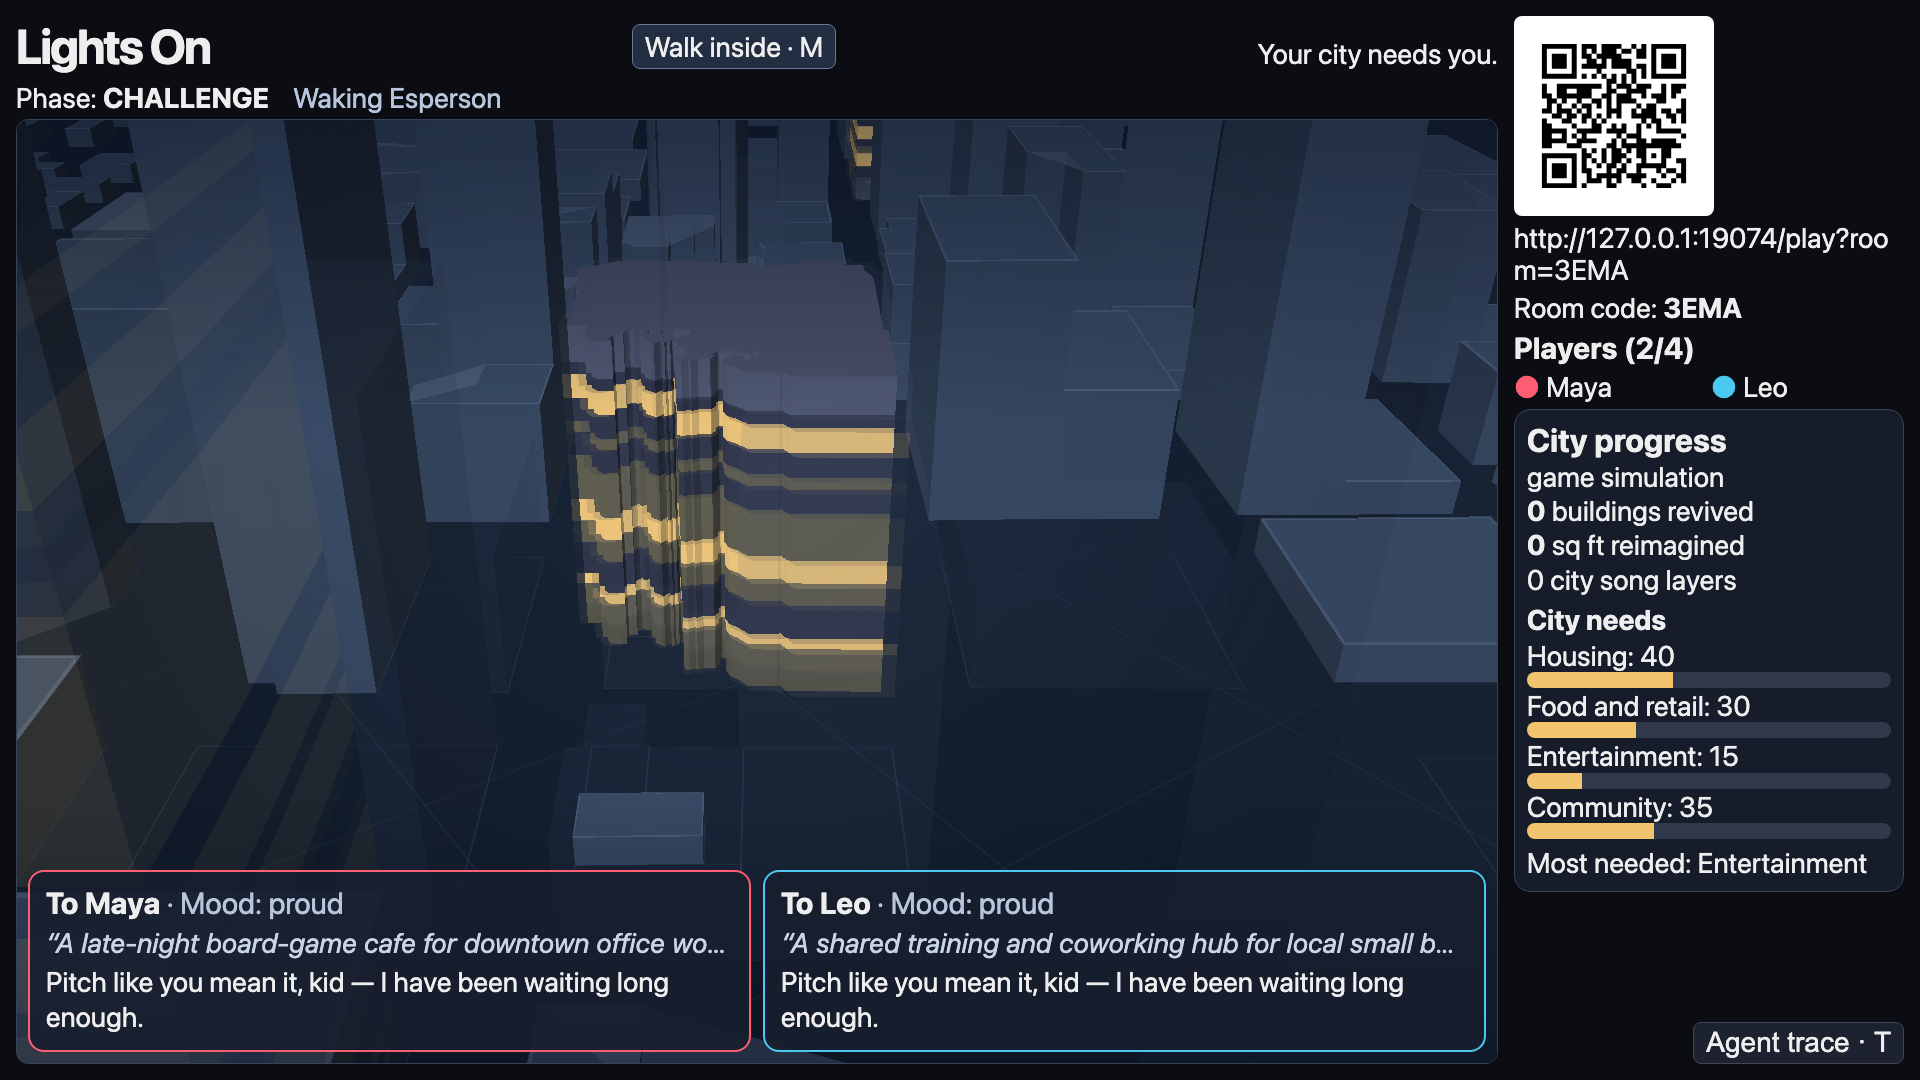 Lights On
Walk inside · M
Your city needs you.
Phase: CHALLENGE Waking Esperson
http://127.0.0.1:19074/play?roo
m=3EMA
Room code: 3EMA
Players (2/4)
Maya
Leo
City progress
game simulation
0 buildings revived
0 sq ft reimagined
0 city song layers
City needs
Housing: 40
Food and retail: 30
Entertainment: 15
Community: 35
Most needed: Entertainment
To Maya · Mood: proud
“A late-night board-game cafe for downtown office wo...
Pitch like you mean it, kid — I have been waiting long
enough.
To Leo · Mood: proud
“A shared training and coworking hub for local small b...
Pitch like you mean it, kid — I have been waiting long
enough.
Agent trace · T